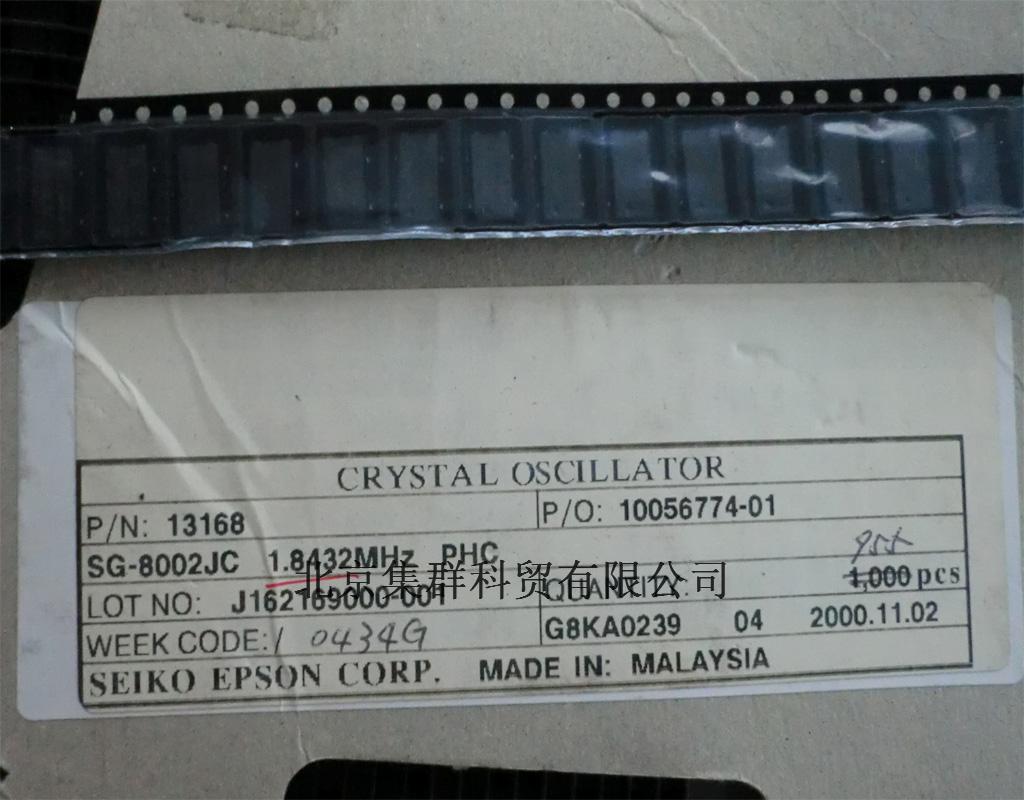 CRYSTAL OSCILLATOR
P/N: 13168 P/O: 10056774-01
SG-8002JC 1.8432MHz PHC
北京集群科贸有限公司
LOT NO: J162169000-001 QUANTITY: 1,000 pcs
WEEK CODE: 0434G G8KA0239 04 2000.11.02
SEIKO EPSON CORP. MADE IN: MALAYSIA